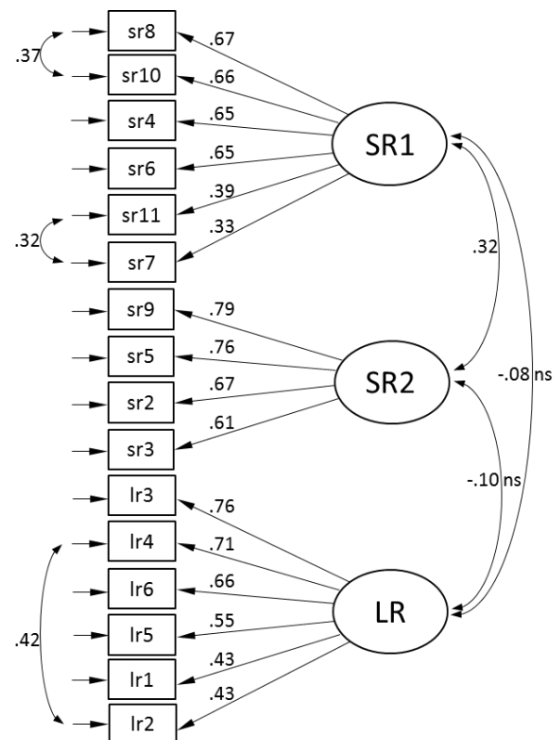 sr8
.67
.37
sr10
.66
sr4
.65
SR1
sr6
.65
sr11
.39
.32
sr7
.33
.32
sr9
.79
sr5
.76
SR2
-.08 ns
sr2
.67
sr3
.61
-.10 ns
lr3
.76
lr4
.71
lr6
.66
LR
.42
lr5
.55
lr1
.43
lr2
.43